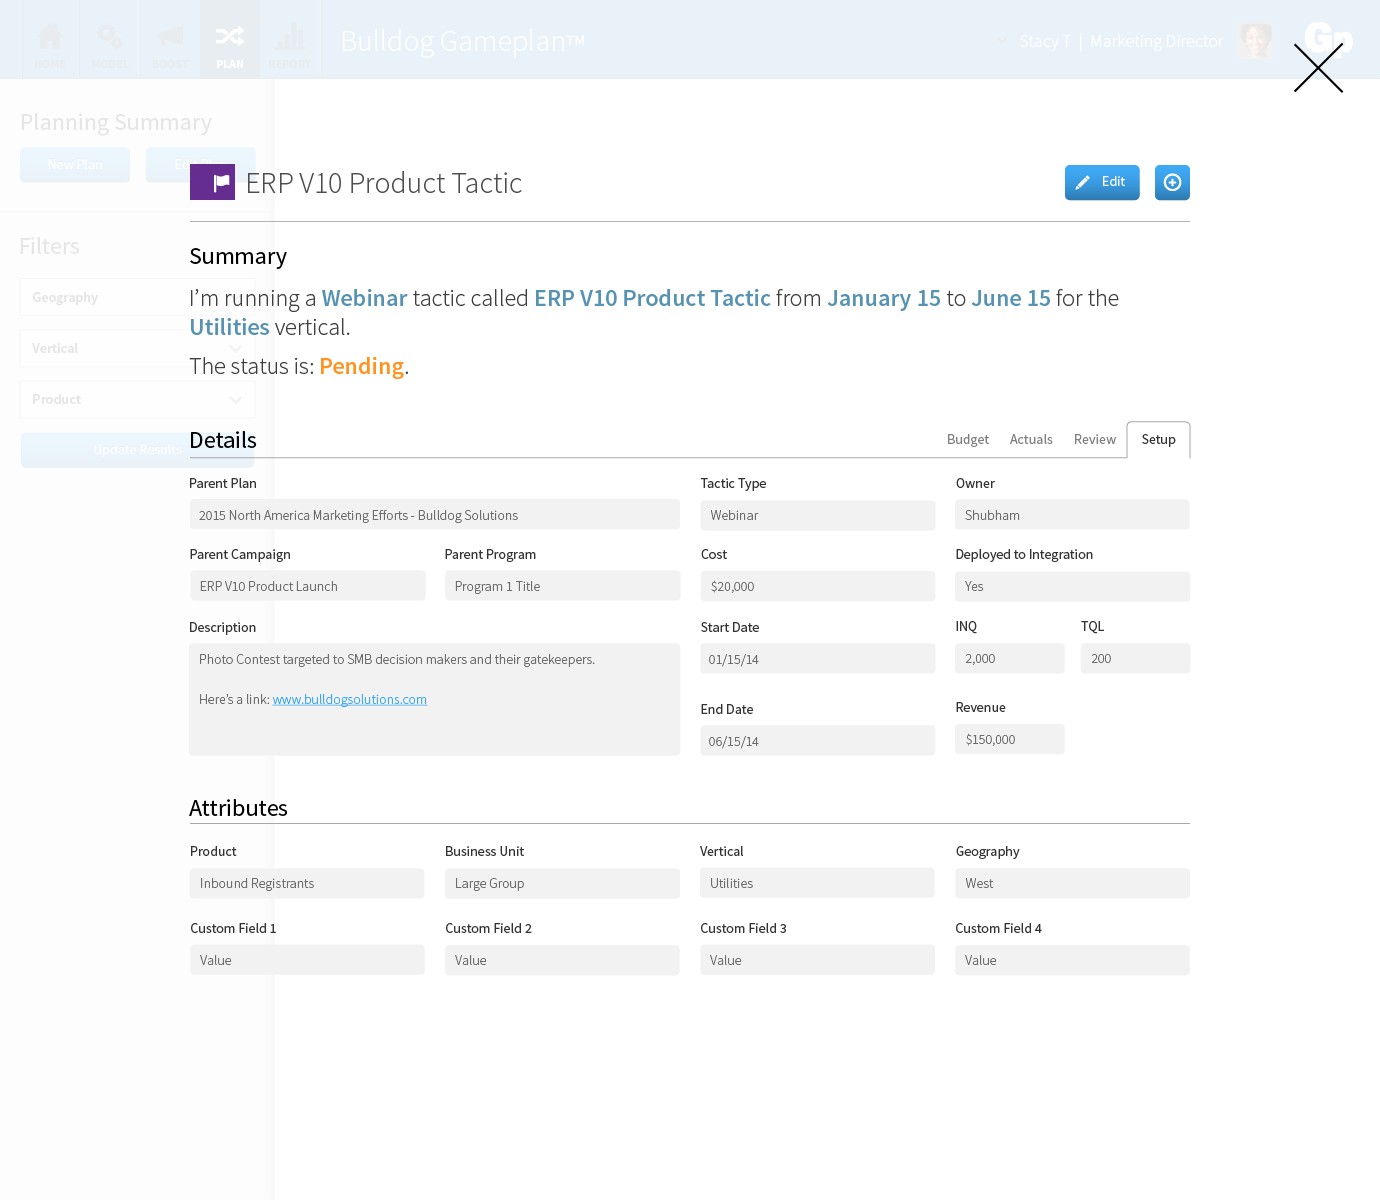 HOME MODEL BOOST PLAN REPORT
Bulldog Gameplan™
Stacy T | Marketing Director
Gp
Planning Summary
New Plan
ERP V10 Product Tactic
Edit
Filters
Summary
Geography
I’m running a Webinar tactic called ERP V10 Product Tactic from January 15 to June 15 for the
Utilities vertical.
Vertical
The status is: Pending.
Product
Update Results
Details
Budget Actuals Review Setup
Parent Plan Tactic Type Owner
2015 North America Marketing Efforts - Bulldog Solutions Webinar Shubham
Parent Campaign Parent Program Cost Deployed to Integration
ERP V10 Product Launch Program 1 Title $20,000 Yes
Description Start Date INQ TQL
Photo Contest targeted to SMB decision makers and their gatekeepers. 01/15/14 2,000 200
Here’s a link: www.bulldogsolutions.com
End Date Revenue
06/15/14 $150,000
Attributes
Product Business Unit Vertical Geography
Inbound Registrants Large Group Utilities West
Custom Field 1 Custom Field 2 Custom Field 3 Custom Field 4
Value Value Value Value